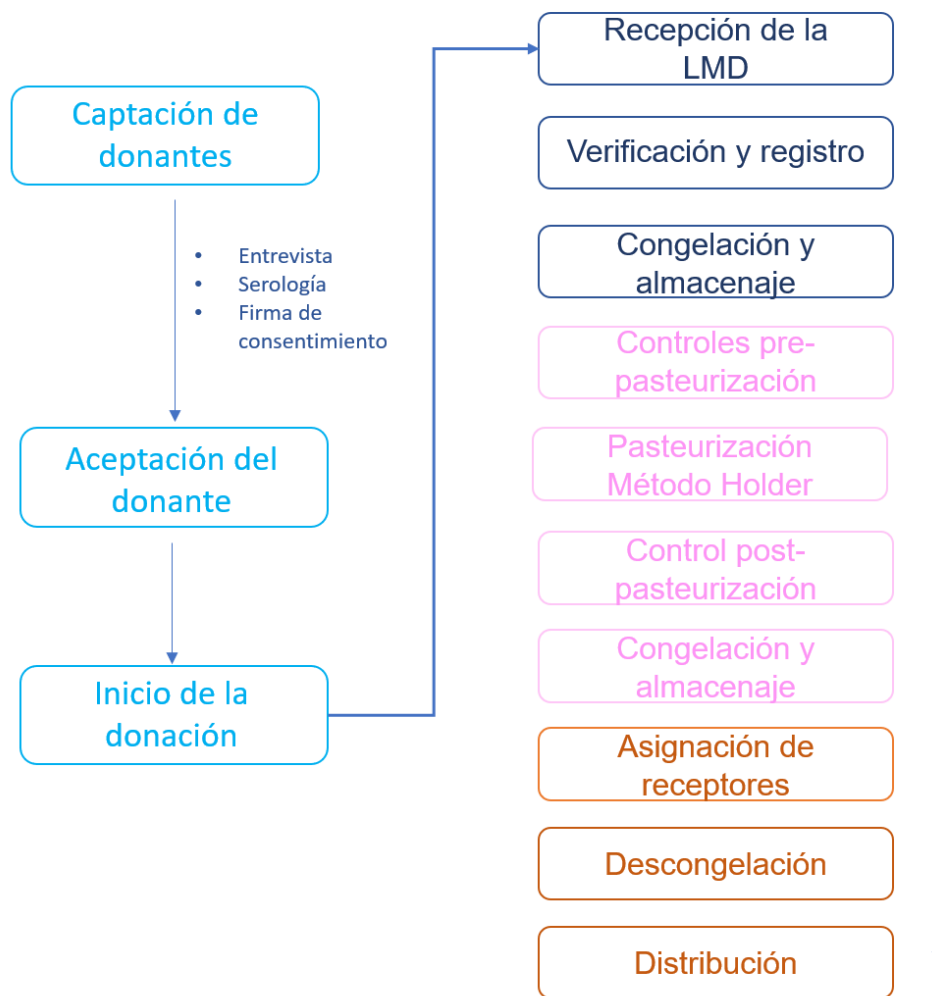 Captación de
donantes
• Entrevista
• Serología
• Firma de
consentimiento
Aceptación del
donante
Inicio de la
donación
Recepción de la
LMD
Verificación y registro
Congelación y
almacenaje
Controles pre-
pasteurización
Pasteurización
Método Holder
Control post-
pasteurización
Congelación y
almacenaje
Asignación de
receptores
Descongelación
Distribución